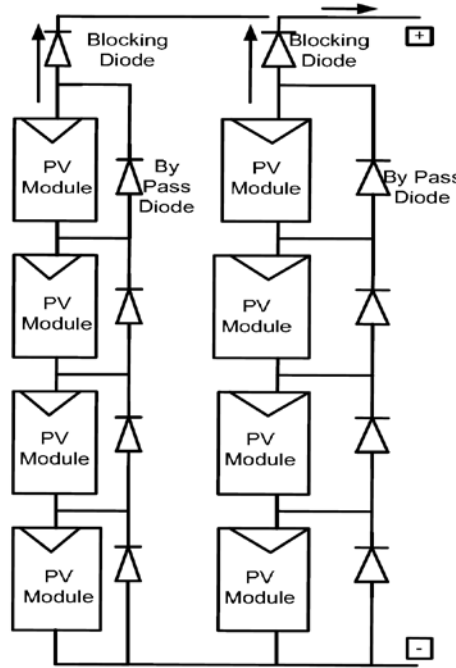 +
Blocking
Diode
Blocking
Diode
PV
Module
By
Pass
Diode
PV
Module
By Pass
Diode
PV
Module
PV
Module
PV
Module
PV
Module
PV
Module
PV
Module
-